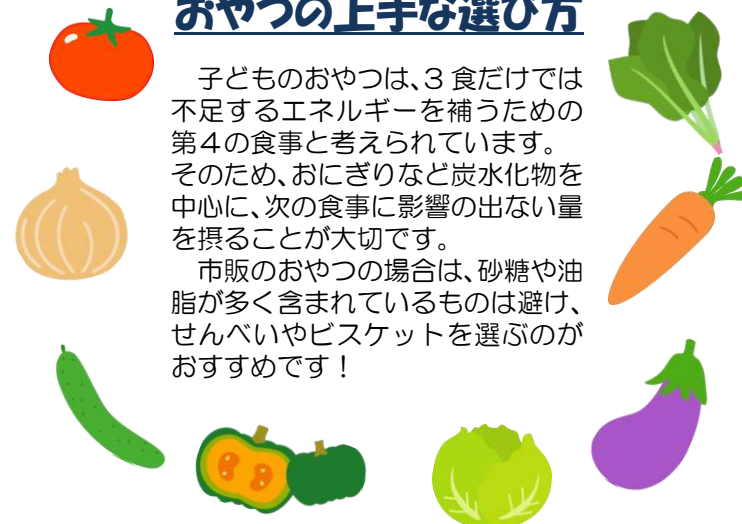 おやつの上手な選び方
子どものおやつは、3食だけでは
不足するエネルギーを補うための
第4の食事と考えられています。
そのため、おにぎりなど炭水化物を
中心に、次の食事に影響の出ない量
を摂ることが大切です。
市販のおやつの場合は、砂糖や油
脂が多く含まれているものは避け、
せんべいやビスケットを選ぶのが
おすすめです！